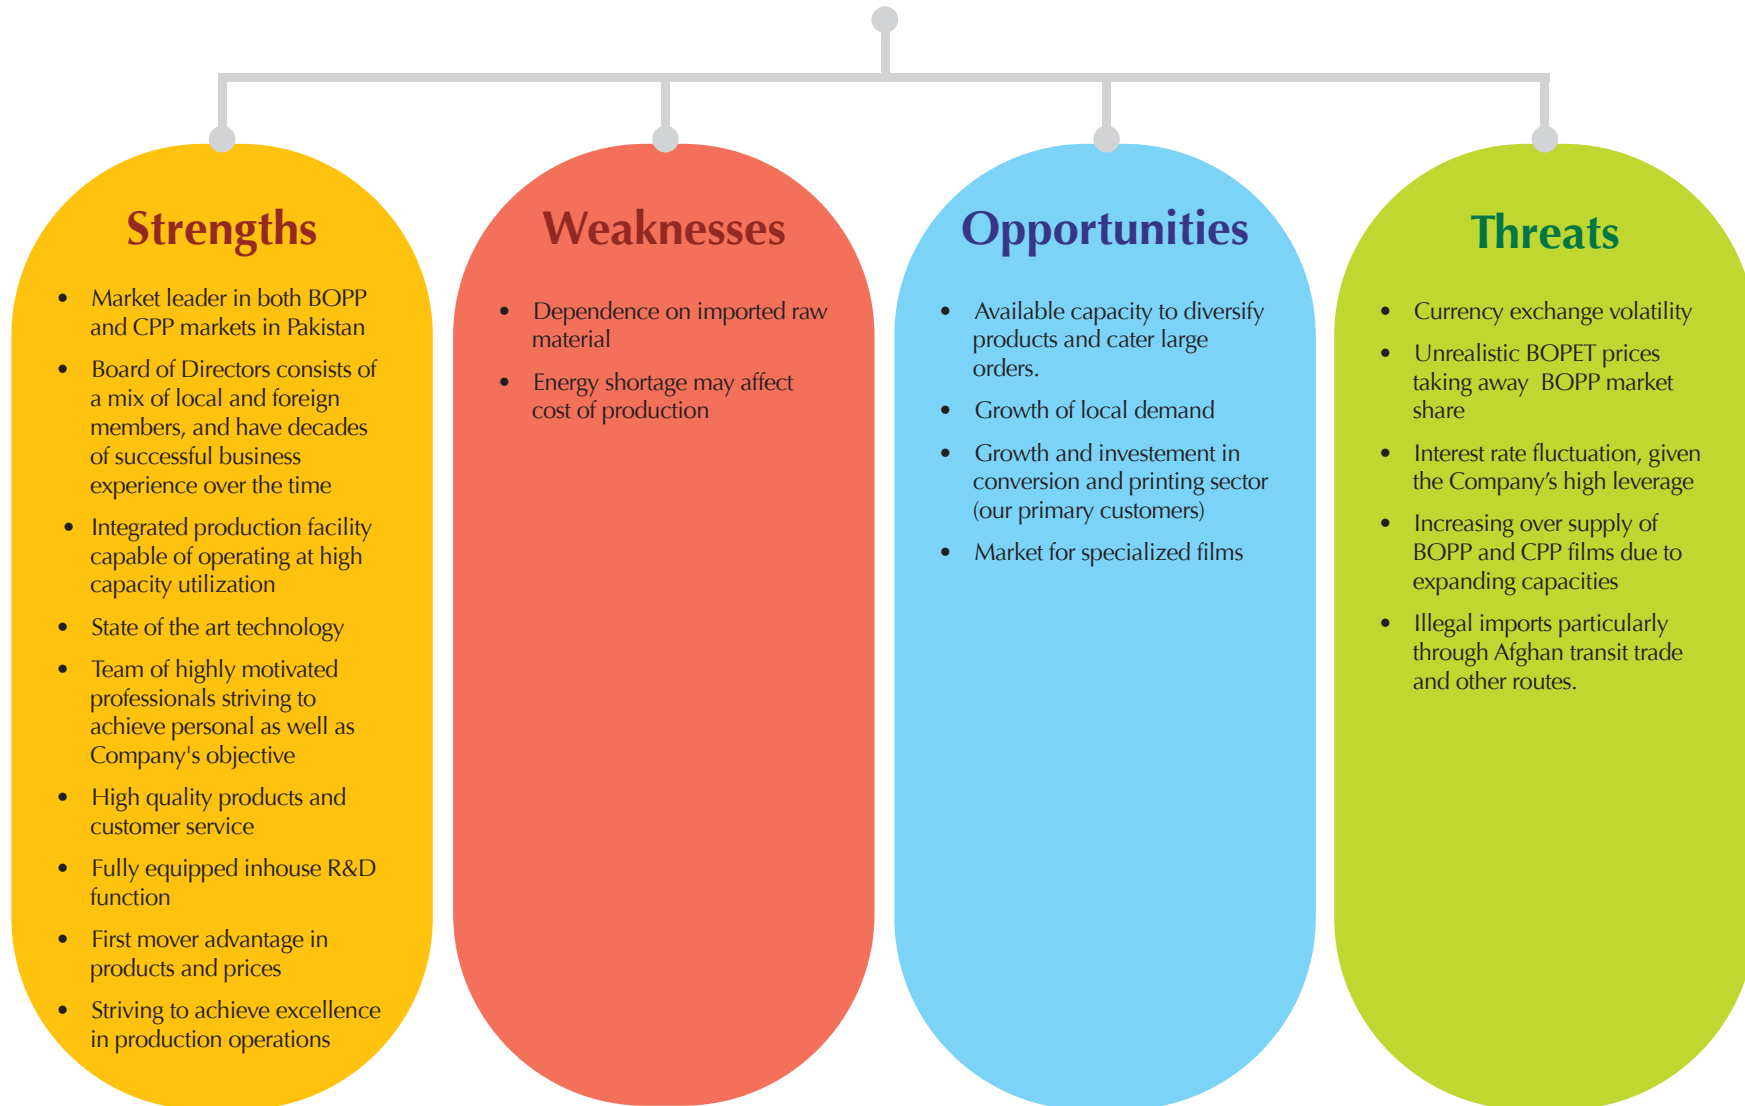 Strengths
• Market leader in both BOPP
and CPP markets in Pakistan
• Board of Directors consists of
a mix of local and foreign
members, and have decades
of successful business
experience over the time
• Integrated production facility
capable of operating at high
capacity utilization
• State of the art technology
• Team of highly motivated
professionals striving to
achieve personal as well as
Company's objective
• High quality products and
customer service
• Fully equipped inhouse R&D
function
• First mover advantage in
products and prices
• Striving to achieve excellence
in production operations
Weaknesses
• Dependence on imported raw
material
• Energy shortage may affect
cost of production
Opportunities
• Available capacity to diversify
products and cater large
orders.
• Growth of local demand
• Growth and investement in
conversion and printing sector
(our primary customers)
• Market for specialized films
Threats
• Currency exchange volatility
• Unrealistic BOPET prices
taking away BOPP market
share
• Interest rate fluctuation, given
the Company’s high leverage
• Increasing over supply of
BOPP and CPP films due to
expanding capacities
• Illegal imports particularly
through Afghan transit trade
and other routes.